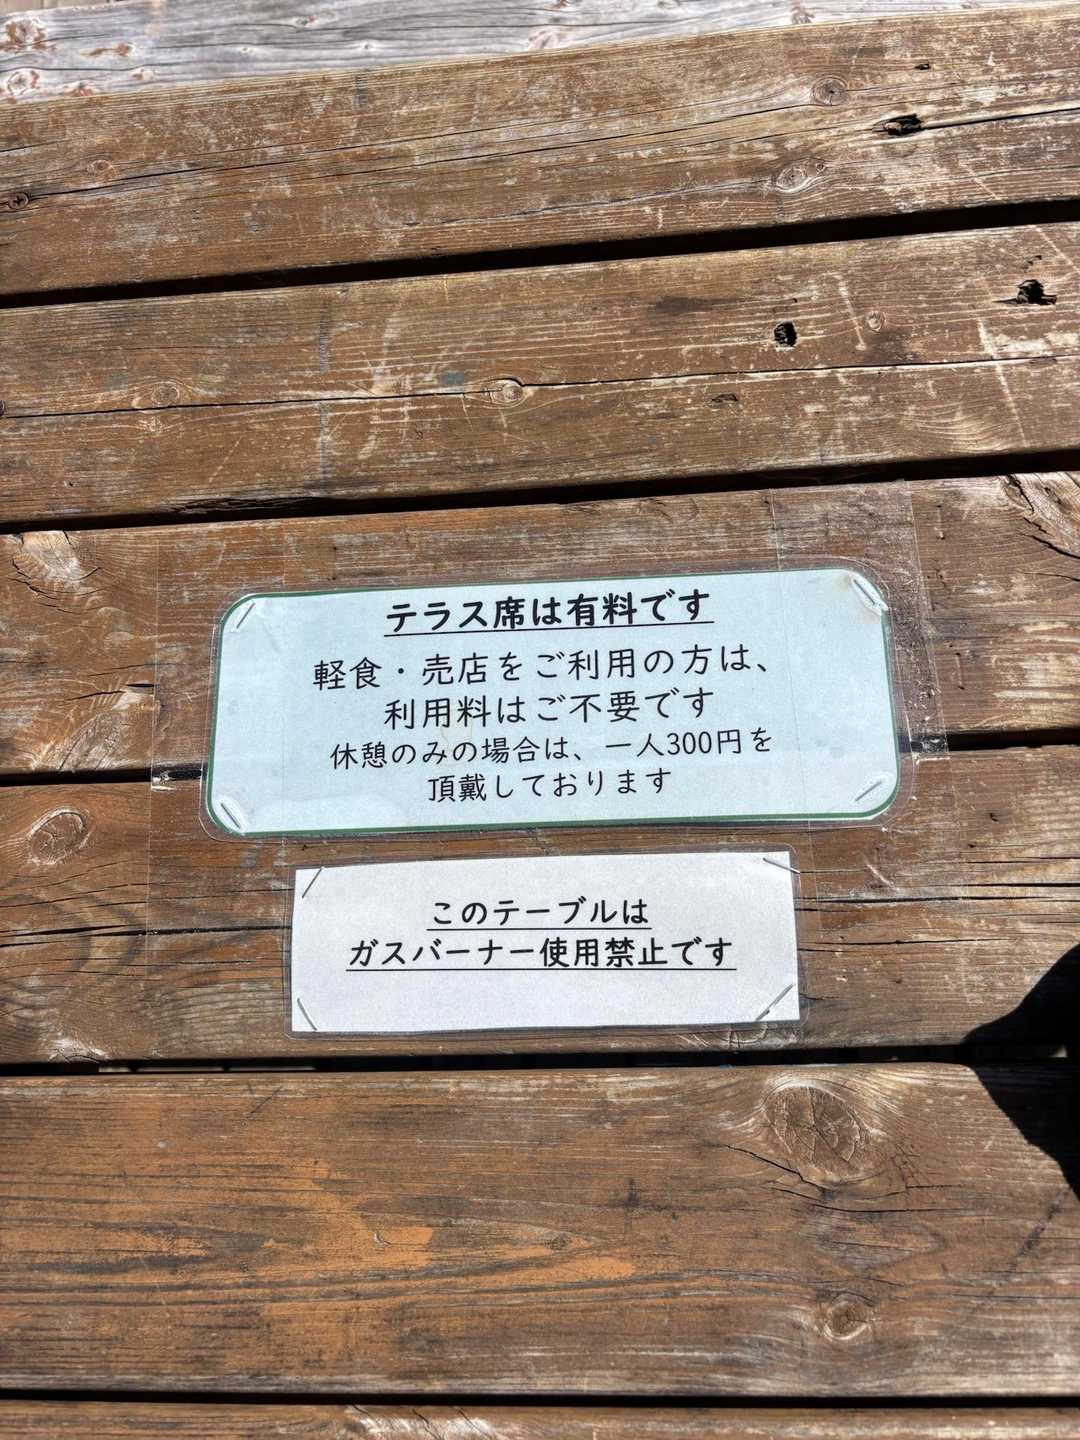 テラス席は有料です
軽食・売店をご利用の方は、
利用料はご不要です
休憩のみの場合は、一人300円を
頂戴しております
このテーブルは
ガスバーナー使用禁止です